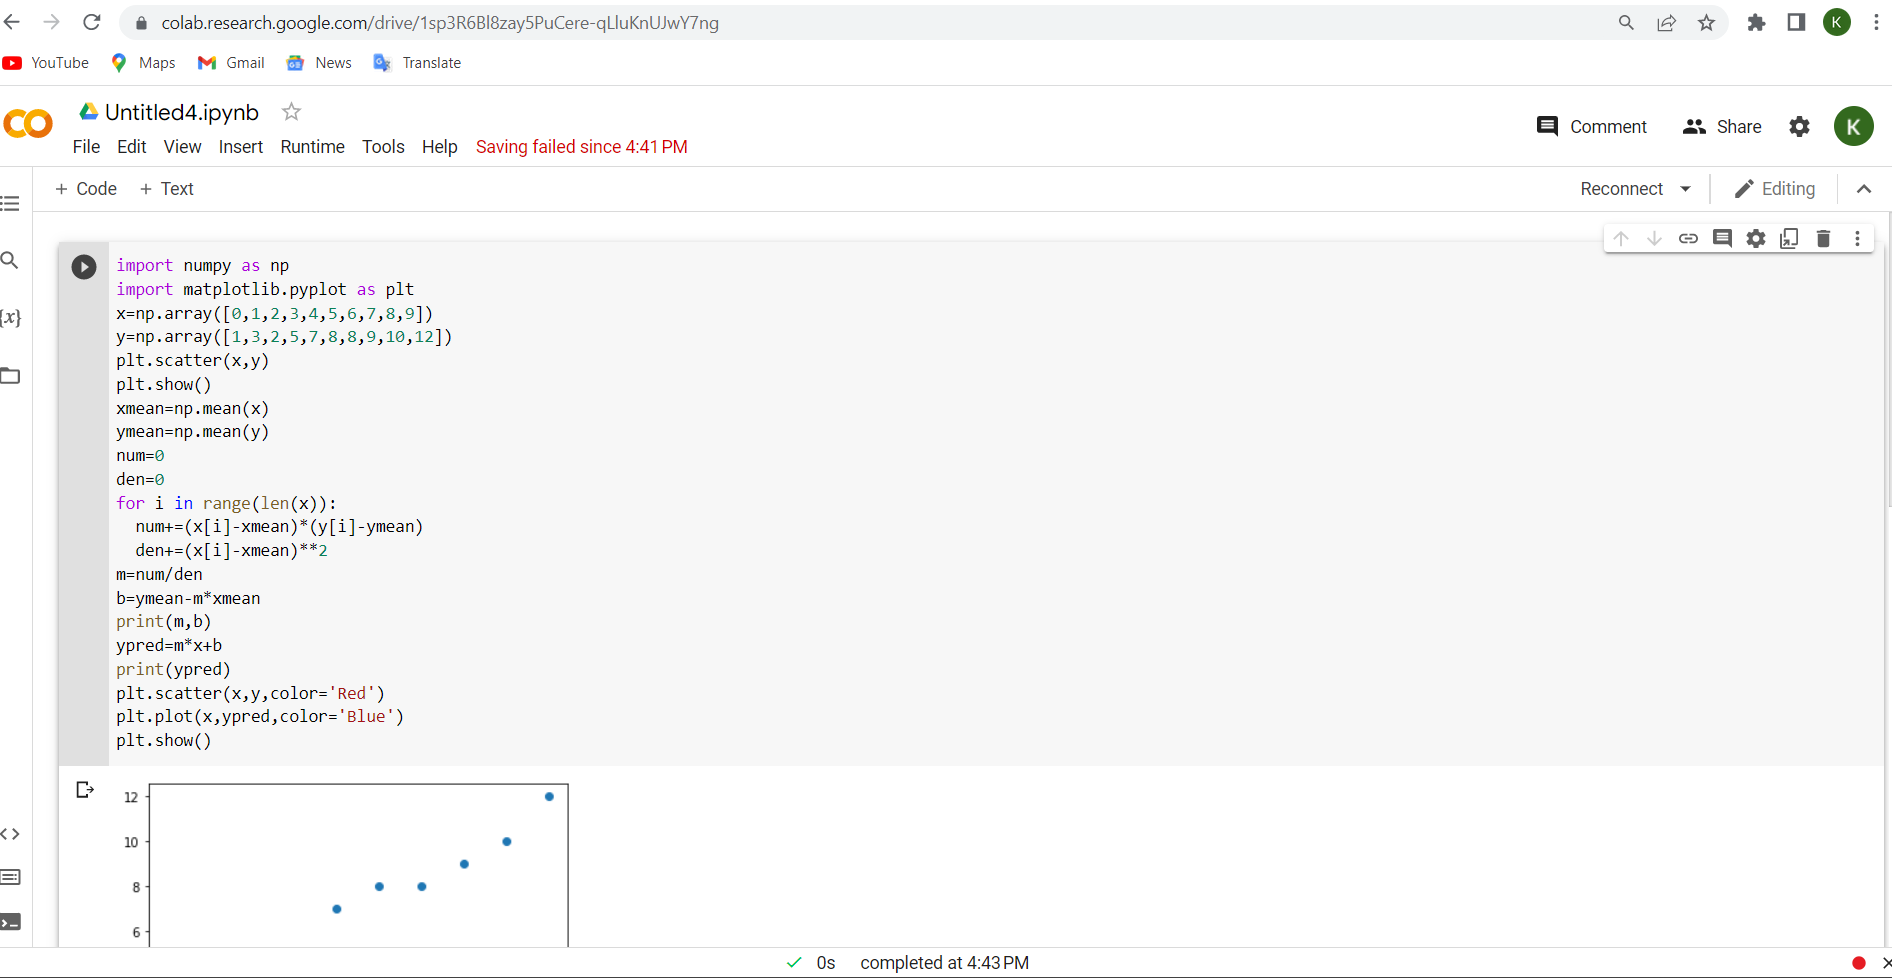 colab.research.google.com/drive/1sp3R6Bl8zay5PuCere-qLluKnUJwY7ng
K
YouTube Maps Gmail News Translate
Untitled4.ipynb
Comment Share K
File Edit View Insert Runtime Tools Help Saving failed since 4:41 PM
+ Code + Text Reconnect Editing
{x}
import numpy as np
import matplotlib.pyplot as plt
x=np.array([0,1,2,3,4,5,6,7,8,9])
y=np.array([1,3,2,5,7,8,8,9,10,12])
plt.scatter(x,y)
plt.show()
xmean=np.mean(x)
ymean=np.mean(y)
num=0
den=0
for i in range(len(x)):
  num+=(x[i]-xmean)*(y[i]-ymean)
  den+=(x[i]-xmean)**2
m=num/den
b=ymean-m*xmean
print(m,b)
ypred=m*x+b
print(ypred)
plt.scatter(x,y,color='Red')
plt.plot(x,ypred,color='Blue')
plt.show()
12
10
8
6
0s completed at 4:43 PM